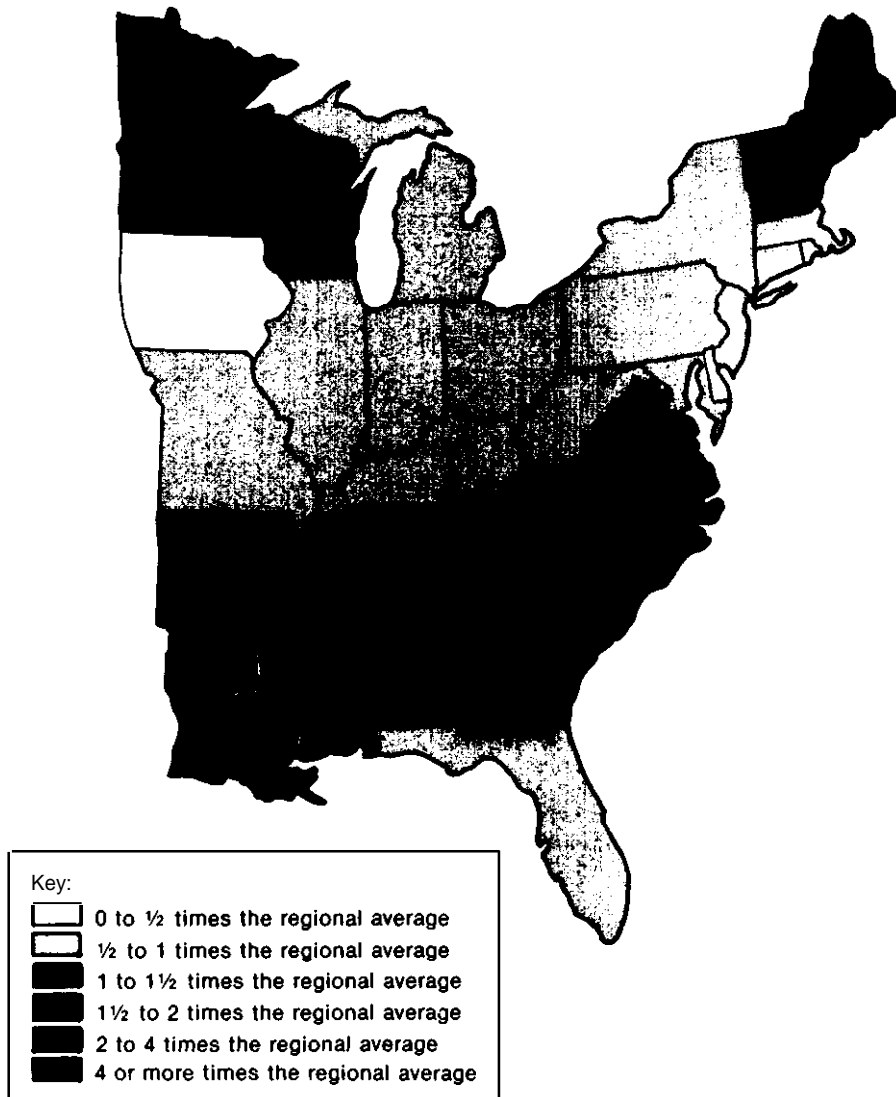 Key:
0 to ½ times the regional average
½ to 1 times the regional average
1 to 1½ times the regional average
1½ to 2 times the regional average
2 to 4 times the regional average
4 or more times the regional average